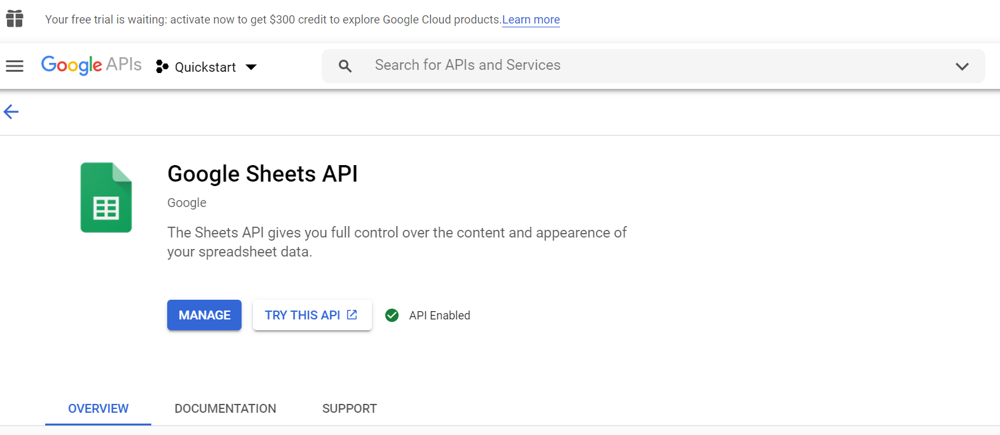 Your free trial is waiting: activate now to get $300 credit to explore Google Cloud products.Learn more
Google APIs Quickstart Search for APIs and Services
Google Sheets API
Google
The Sheets API gives you full control over the content and appearence of
your spreadsheet data.
MANAGE TRY THIS API API Enabled
OVERVIEW DOCUMENTATION SUPPORT